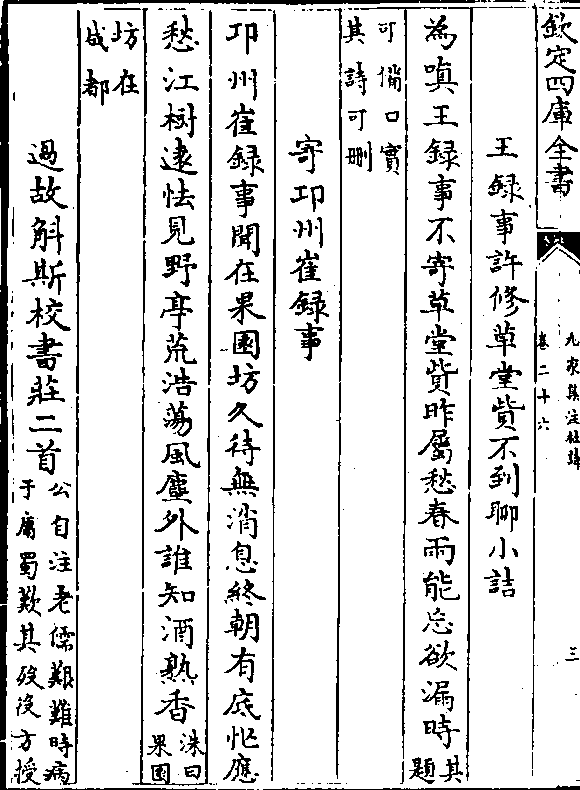 欽定四庫全書
九家集注杜詩
卷二十六
三
王録事許修草堂貲不到聊小詰
為嗔王録事不寄草堂貲昨屬愁春雨能忘欲漏時其題
可備口實其詩可刪
寄邛州崔録事
邛州崔録事聞在果園坊久待無消息終朝有底忙應
愁江樹逺怯見野亭荒浩蕩風塵外誰知酒熟香洙曰果園
坊在成都
過故斛斯校書莊二首公自注老儒艱難時病于庸蜀歎其殁後方授